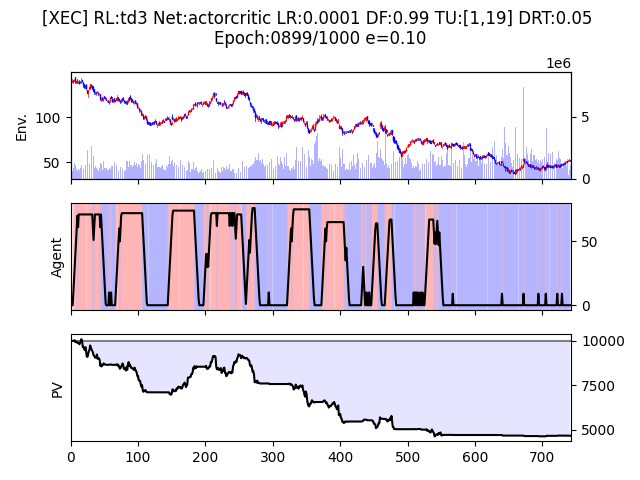 [XEC] RL:td3 Net:actorcritic LR:0.0001 DF:0.99 TU:[1,19] DRT:0.05
Epoch:0899/1000 e=0.10
1e6
Env.
100
50
5
0
Agent
50
0
PV
10000
7500
5000
0 100 200 300 400 500 600 700